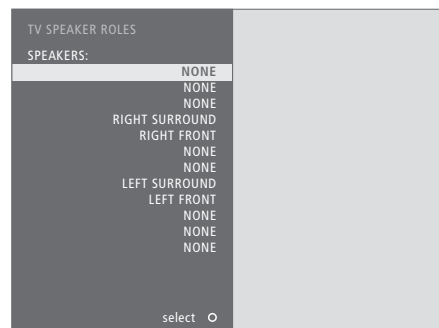 TV SPEAKER ROLES
SPEAKERS:
NONE
NONE
NONE
RIGHT SURROUND
RIGHT FRONT
NONE
NONE
LEFT SURROUND
LEFT FRONT
NONE
NONE
NONE
select